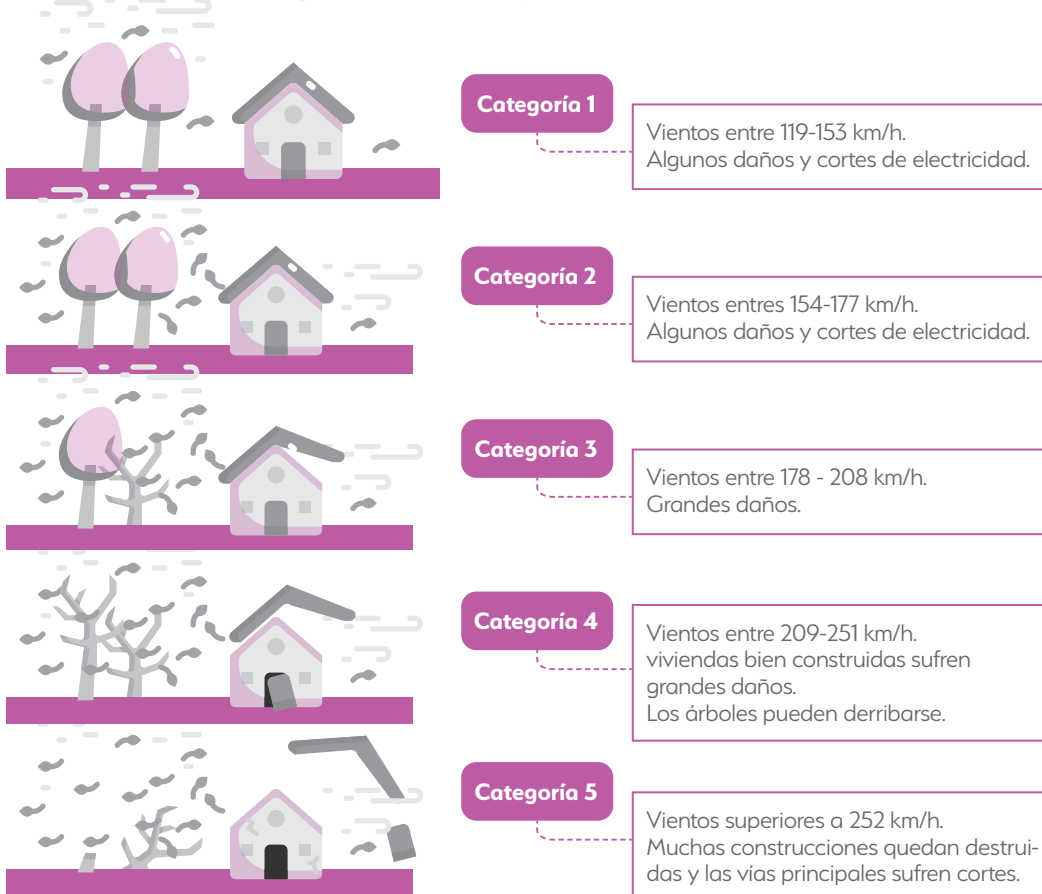 Categoría 1
Vientos entre 119-153 km/h.
Algunos daños y cortes de electricidad.
Categoría 2
Vientos entres 154-177 km/h.
Algunos daños y cortes de electricidad.
Categoría 3
Vientos entre 178 - 208 km/h.
Grandes daños.
Categoría 4
Vientos entre 209-251 km/h.
viviendas bien construidas sufren
grandes daños.
Los árboles pueden derribarse.
Categoría 5
Vientos superiores a 252 km/h.
Muchas construcciones quedan destrui-
das y las vías principales sufren cortes.